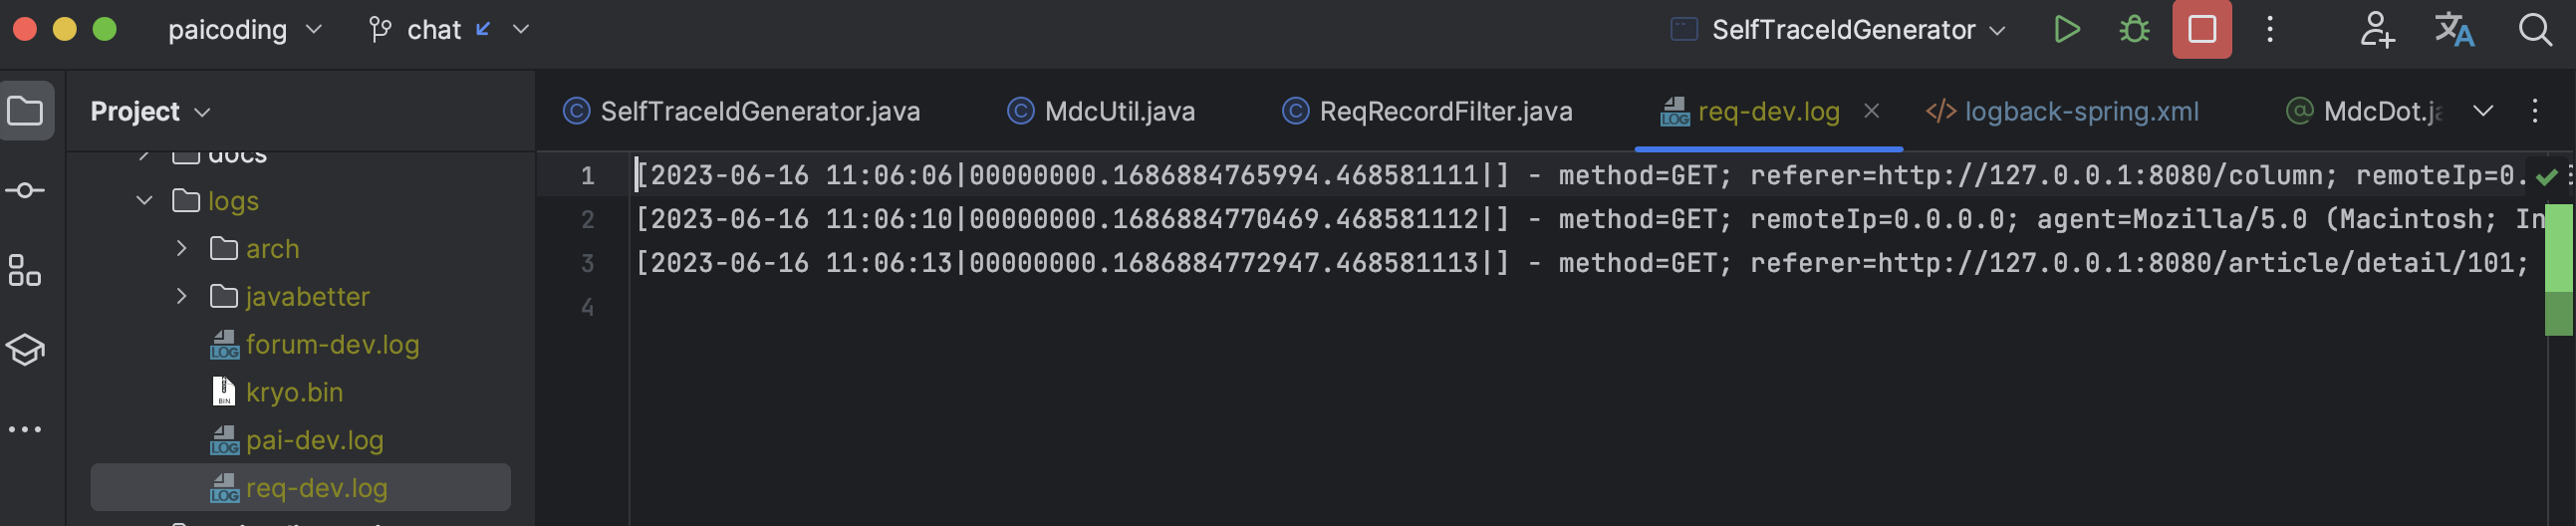 paicoding chat SelfTraceIdGenerator
Project SelfTraceIdGenerator.java MdcUtil.java ReqRecordFilter.java req-dev.log logback-spring.xml MdcDot.ja
docs
logs
arch
javabetter
forum-dev.log
kryo.bin
pai-dev.log
req-dev.log
1 [2023-06-16 11:06:06|00000000.1686884765994.468581111|] - method=GET; referer=http://127.0.0.1:8080/column; remoteIp=0.
2 [2023-06-16 11:06:10|00000000.1686884770469.468581112|] - method=GET; remoteIp=0.0.0.0; agent=Mozilla/5.0 (Macintosh; In
3 [2023-06-16 11:06:13|00000000.1686884772947.468581113|] - method=GET; referer=http://127.0.0.1:8080/article/detail/101;
4